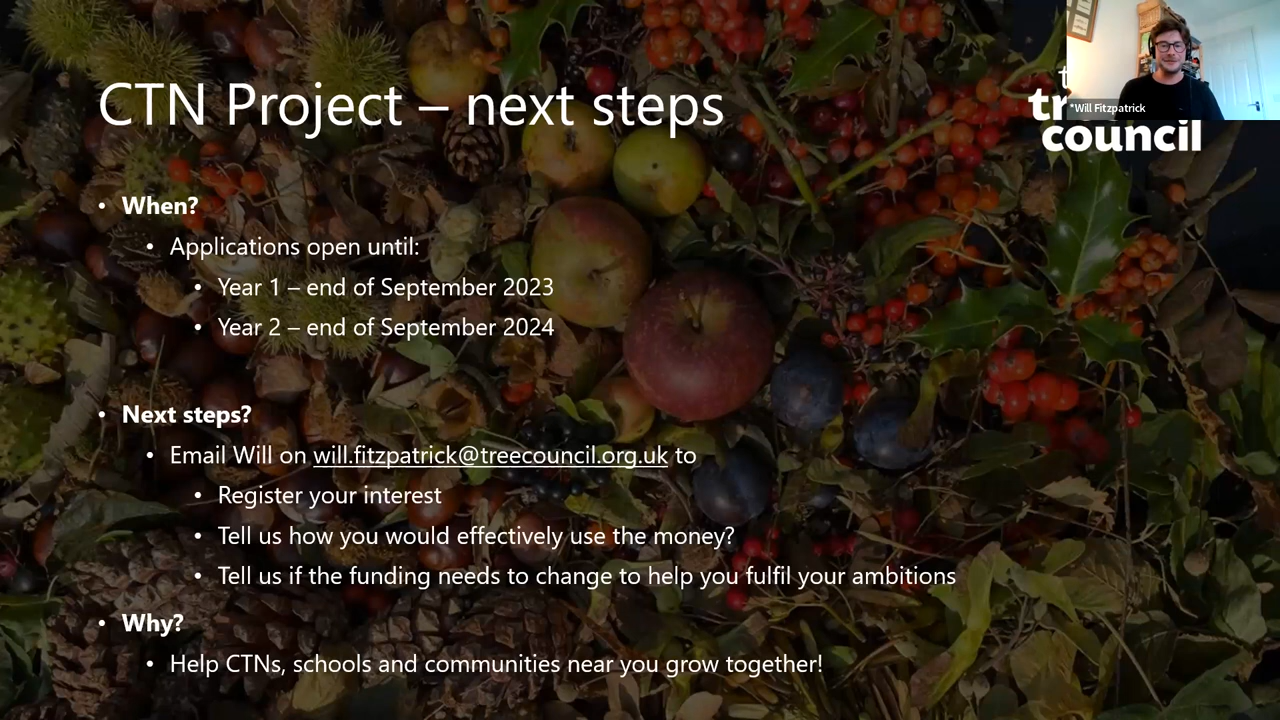 CTN Project – next steps
*Will Fitzpatrick
council
• When?
• Applications open until:
• Year 1 – end of September 2023
• Year 2 – end of September 2024
• Next steps?
• Email Will on will.fitzpatrick@treecouncil.org.uk to
• Register your interest
• Tell us how you would effectively use the money?
• Tell us if the funding needs to change to help you fulfil your ambitions
• Why?
• Help CTNs, schools and communities near you grow together!